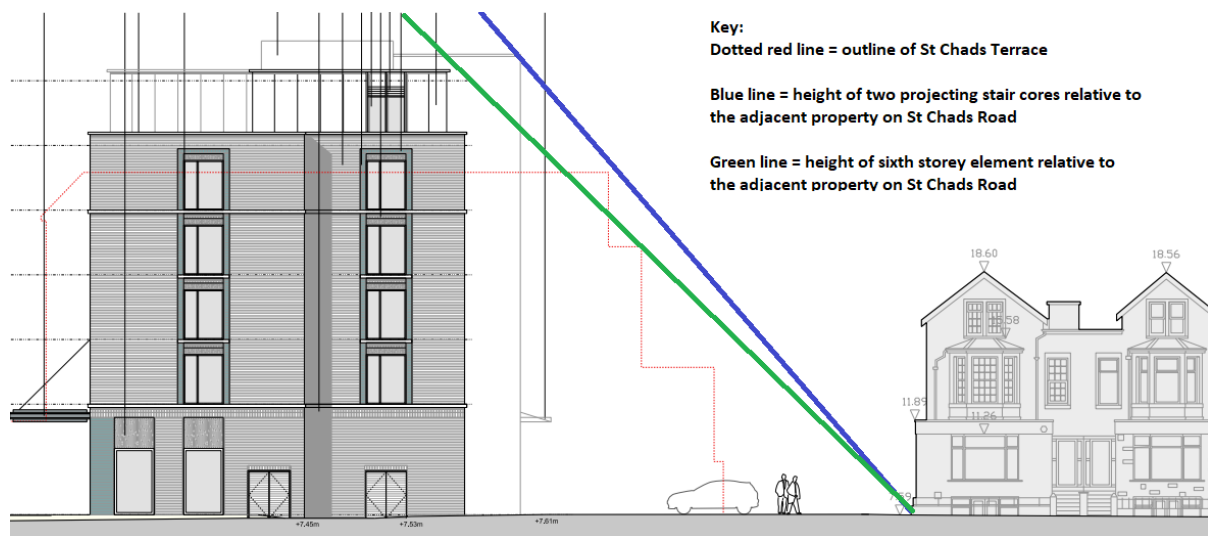 Key:
Dotted red line = outline of St Chads Terrace
Blue line = height of two projecting stair cores relative to
the adjacent property on St Chads Road
Green line = height of sixth storey element relative to
the adjacent property on St Chads Road
18.60
18.56
11.89
11.26
+7.45m
+7.53m
+7.61m